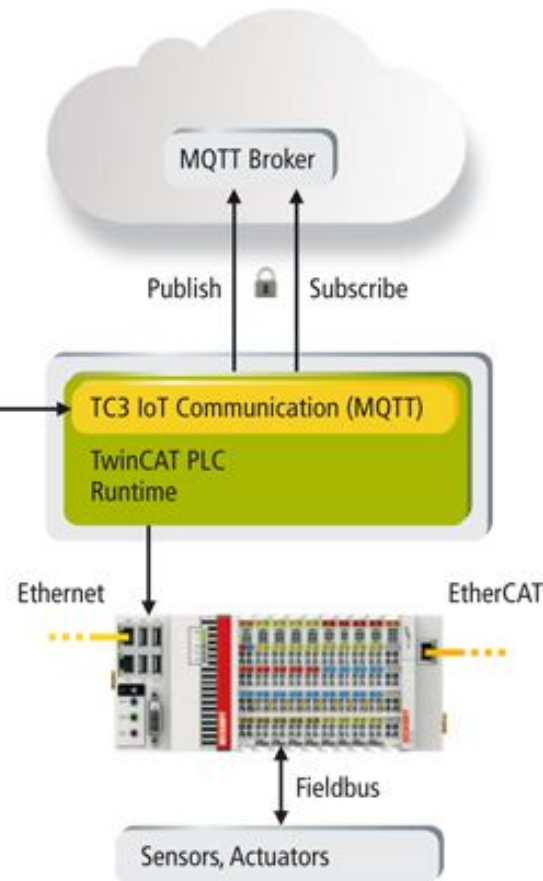 MQTT Broker
Publish
Subscribe
TC3 IoT Communication (MQTT)
TwinCAT PLC
Runtime
Ethernet
EtherCAT
Fieldbus
Sensors, Actuators